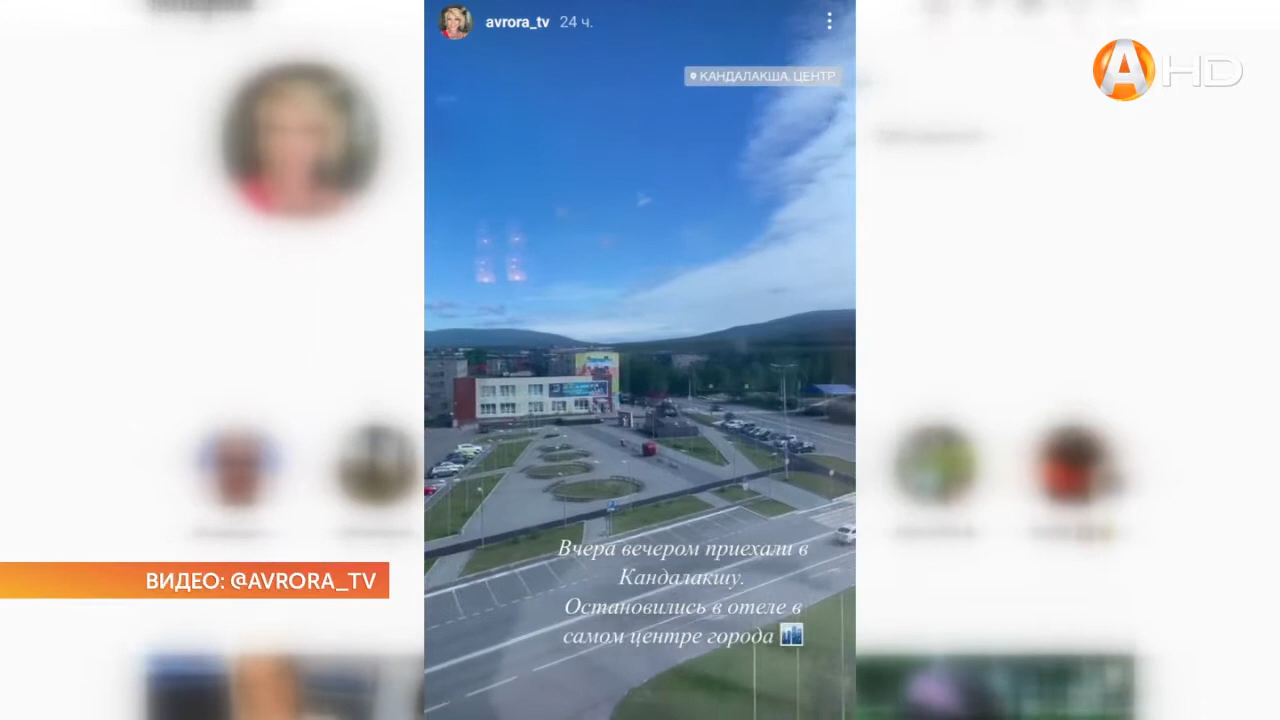 avrora_tv 24 ч.
КАНДАЛАКША, ЦЕНТР
А HD
Вчера вечером приехали в
Кандалакшу.
Остановились в отеле в
самом центре города
ВИДЕО: @AVRORA_TV